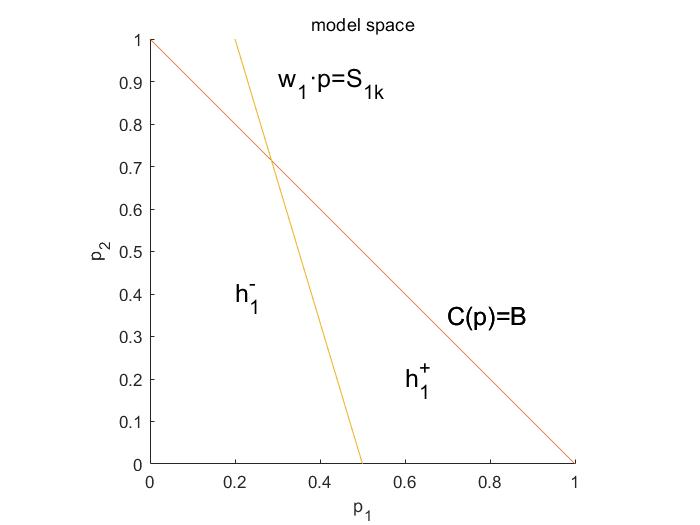 model space
1
0.9
w₁·p=S₁ₖ
0.8
0.7
0.6
p₂
0.5
0.4
h₁⁻
C(p)=B
0.3
h₁⁺
0.2
0.1
0
0 0.2 0.4 0.6 0.8 1
p₁